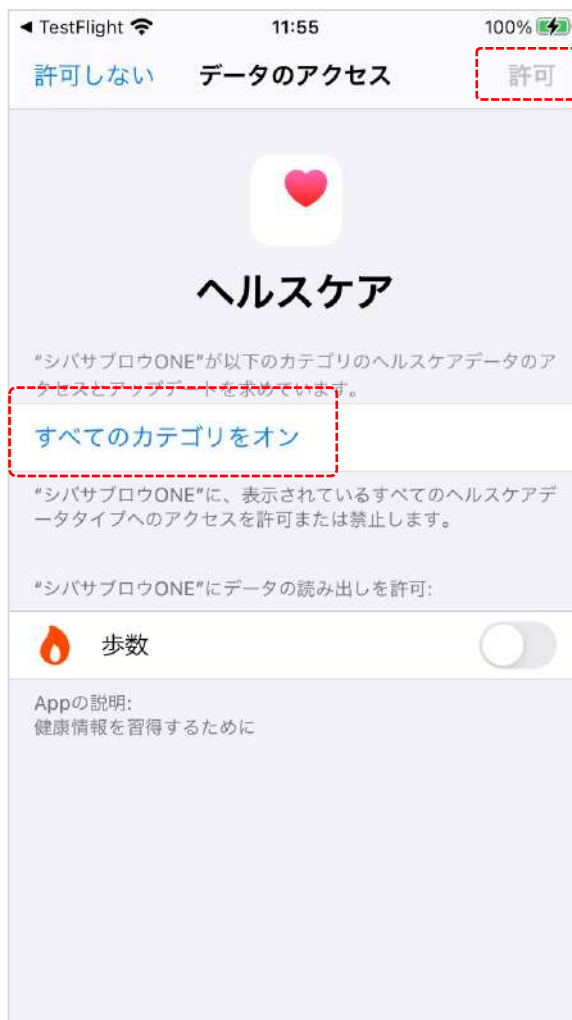 ◀ TestFlight 11:55 100%
許可しない データのアクセス 許可
ヘルスケア
“シバサブロウONE”が以下のカテゴリのヘルスケアデータのア
クセスとアップデートを求めています。
すべてのカテゴリをオン
“シバサブロウONE”に、表示されているすべてのヘルスケアデ
ータタイプへのアクセスを許可または禁止します。
“シバサブロウONE”にデータの読み出しを許可:
歩数
Appの説明:
健康情報を習得するために